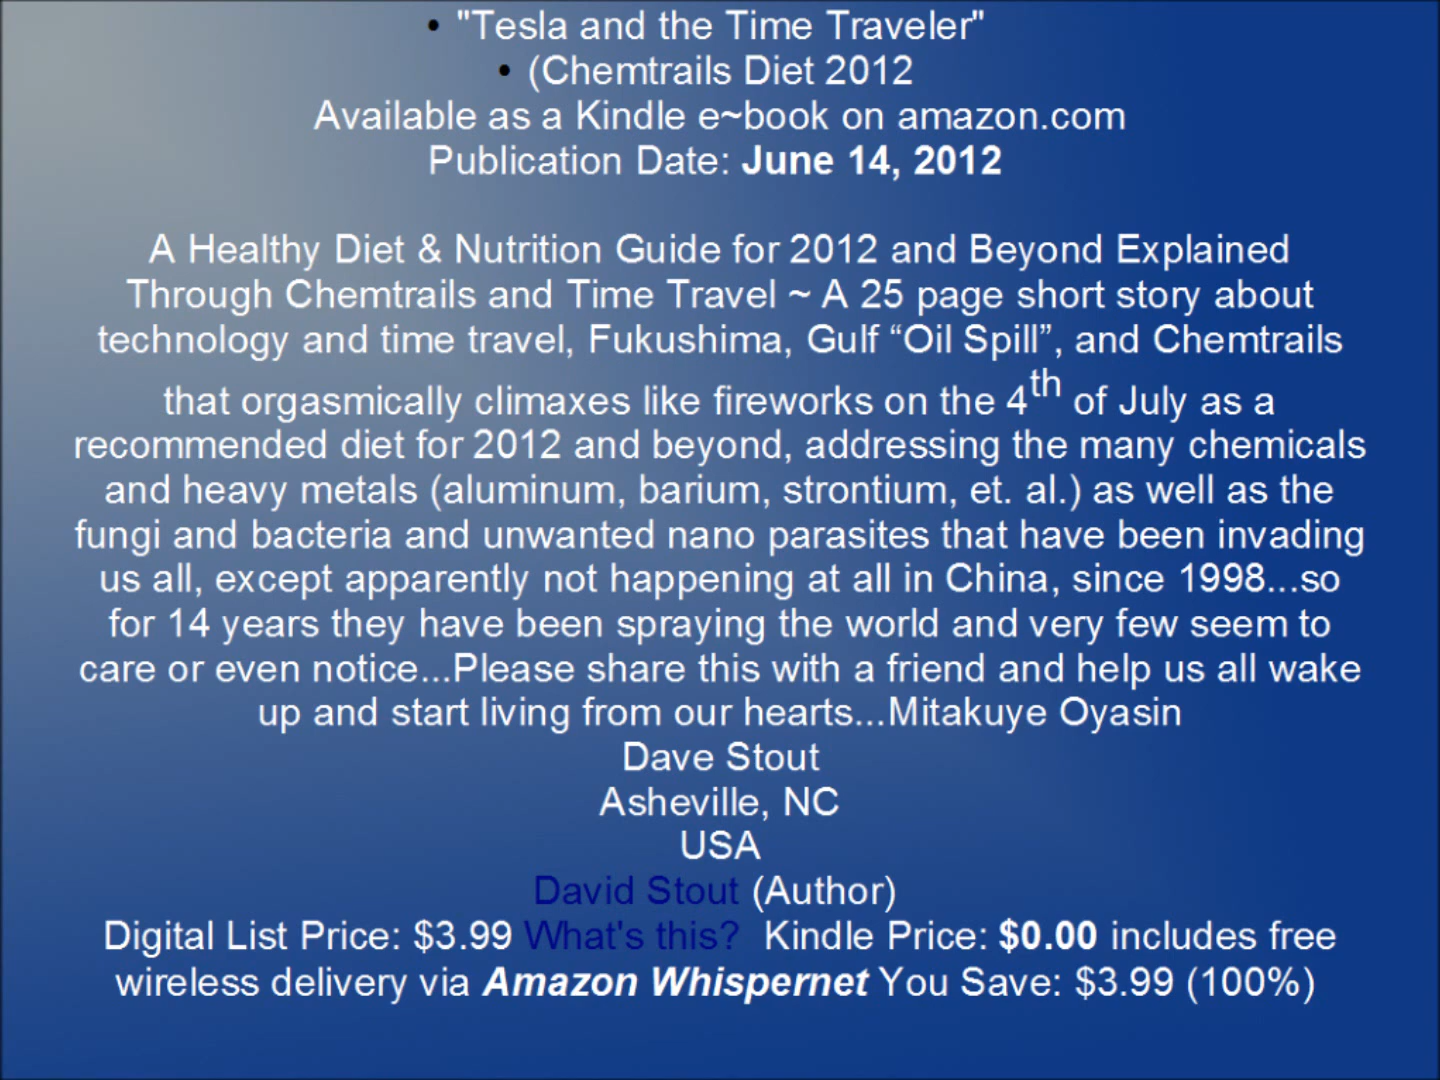 • "Tesla and the Time Traveler"
• (Chemtrails Diet 2012
Available as a Kindle e~book on amazon.com
Publication Date: June 14, 2012
A Healthy Diet & Nutrition Guide for 2012 and Beyond Explained
Through Chemtrails and Time Travel ~ A 25 page short story about
technology and time travel, Fukushima, Gulf “Oil Spill”, and Chemtrails
that orgasmically climaxes like fireworks on the 4th of July as a
recommended diet for 2012 and beyond, addressing the many chemicals
and heavy metals (aluminum, barium, strontium, et. al.) as well as the
fungi and bacteria and unwanted nano parasites that have been invading
us all, except apparently not happening at all in China, since 1998...so
for 14 years they have been spraying the world and very few seem to
care or even notice...Please share this with a friend and help us all wake
up and start living from our hearts...Mitakuye Oyasin
Dave Stout
Asheville, NC
USA
David Stout (Author)
Digital List Price: $3.99 What's this? Kindle Price: $0.00 includes free
wireless delivery via Amazon Whispernet You Save: $3.99 (100%)